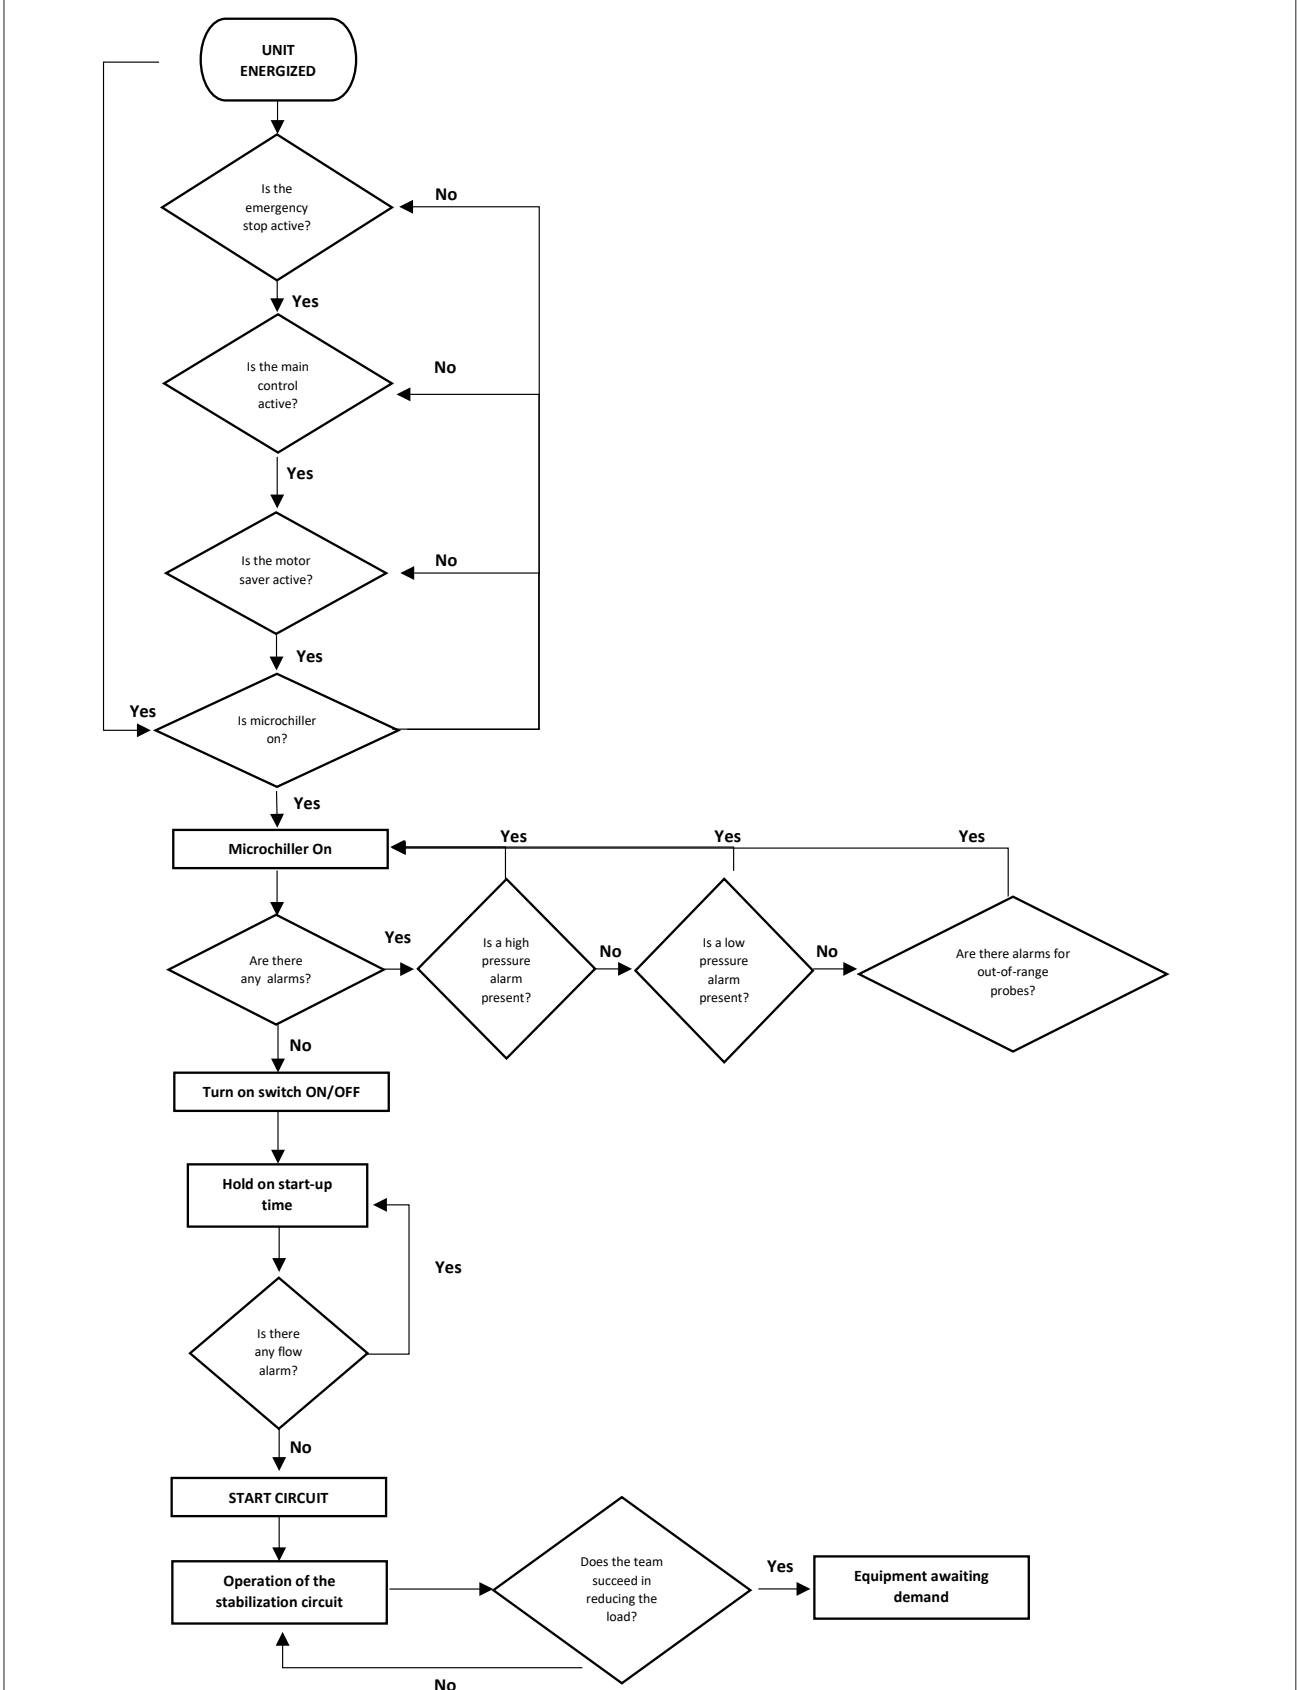 UNIT
ENERGIZED
Is the
emergency
stop active?
No
Yes
Is the main
control
active?
No
Yes
Is the motor
saver active?
No
Yes
Yes
Is microchiller
on?
Yes
Microchiller On
Yes
Yes
Yes
Are there
any  alarms?
Yes
Is a high
pressure
alarm
present?
No
Is a low
pressure
alarm
present?
No
Are there alarms for
out-of-range
probes?
No
Turn on switch ON/OFF
Hold on start-up
time
Yes
Is there
any flow
alarm?
No
START CIRCUIT
Operation of the
stabilization circuit
Does the team
succeed in
reducing the
load?
Yes
Equipment awaiting
demand
No